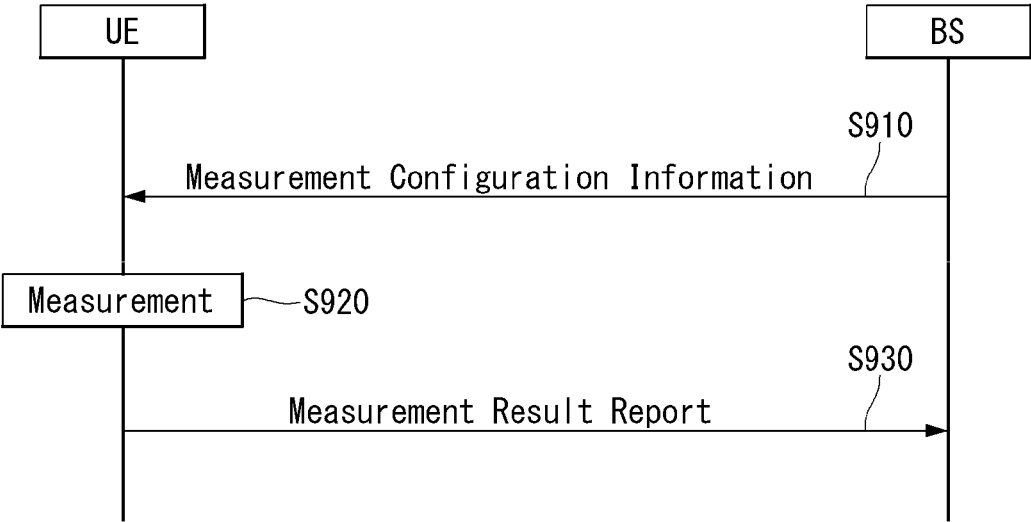 UE
BS
S910
Measurement Configuration Information
Measurement
S920
S930
Measurement Result Report